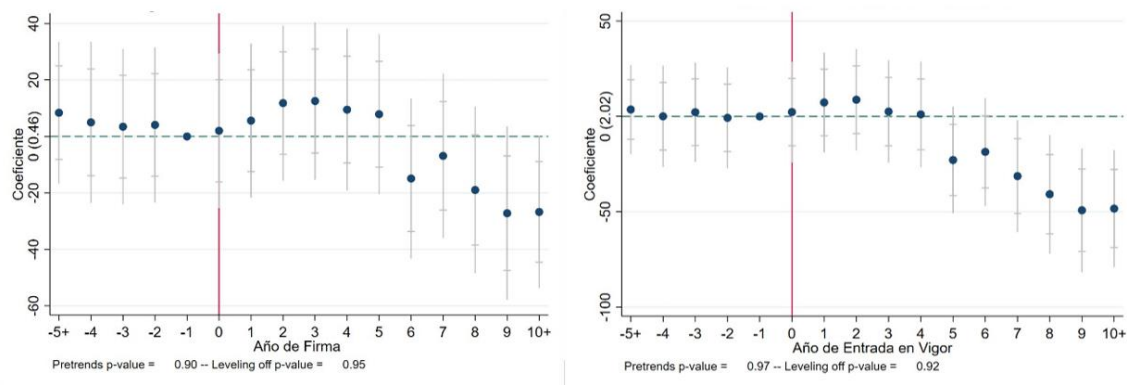 40
20
0 (0.46)
-20
-40
-60
Coeficiente
-5+ -4 -3 -2 -1 0 1 2 3 4 5 6 7 8 9 10+
Año de Firma
Pretrends p-value = 0.90 -- Leveling off p-value = 0.95
50
0 (2.02)
-50
-100
Coeficiente
-5+ -4 -3 -2 -1 0 1 2 3 4 5 6 7 8 9 10+
Año de Entrada en Vigor
Pretrends p-value = 0.97 -- Leveling off p-value = 0.92